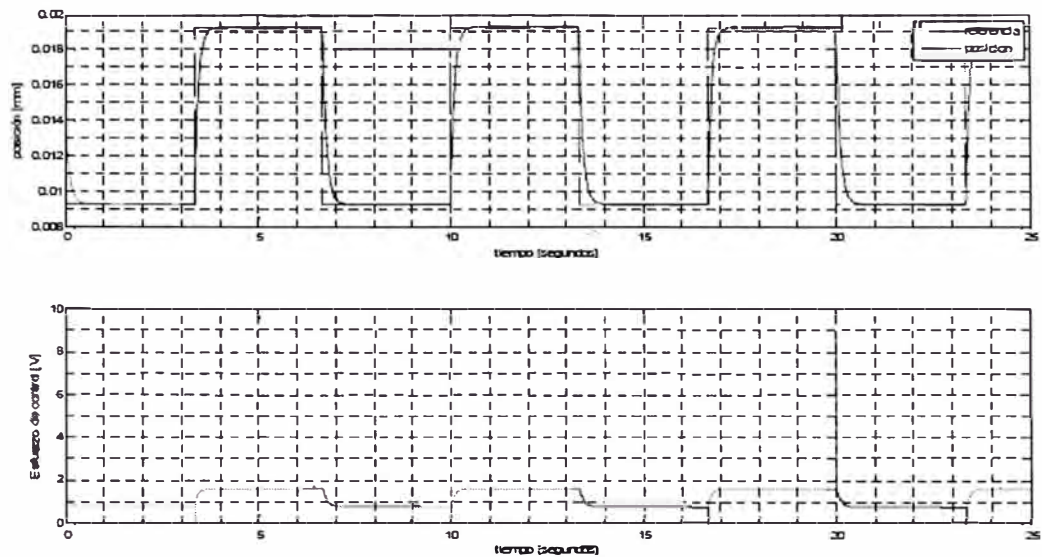 0.02
referencia
0.018
posicion
0.016
0.014
0.012
0.01
0.008
posición [mm]
0 5 10 15 20 25
tiempo [segundos]
10
8
6
4
2
0
Esfuerzo de control [V]
0 5 10 15 20 25
tiempo [segundos]